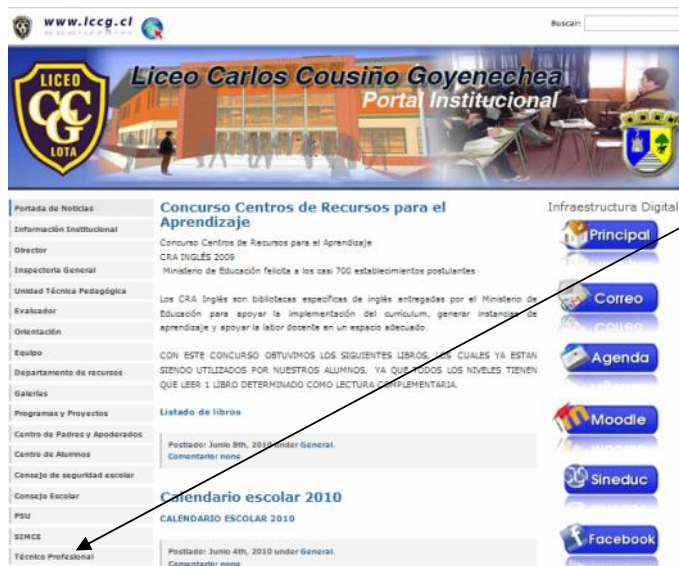 www.lccg.cl
Buscar:
LICEO
CCG
LOTA
Liceo Carlos Cousiño Goyenechea
Portal Institucional
Portada de Noticias
Información Institucional
Director
Inspectoría General
Unidad Técnica Pedagógica
Evaluador
Orientación
Equipo
Departamento de recursos
Galerías
Programas y Proyectos
Centro de Padres y Apoderados
Centro de Alumnos
Consejo de seguridad escolar
Consejo Escolar
PSU
SIMCE
Técnico Profesional
Concurso Centros de Recursos para el
Aprendizaje
Concurso Centros de Recursos para el Aprendizaje
CRA INGLÉS 2009
Ministerio de Educación felicita a los casi 700 establecimientos postulantes
Los CRA Inglés son bibliotecas específicas de inglés entregadas por el Ministerio de
Educación para apoyar la implementación del currículum, generar instancias de
aprendizaje y apoyar la labor docente en un espacio adecuado.
CON ESTE CONCURSO OBTUVIMOS LOS SIGUIENTES LIBROS, LOS CUALES YA ESTAN
SIENDO UTILIZADOS POR NUESTROS ALUMNOS, YA QUE TODOS LOS NIVELES TIENEN
QUE LEER 1 LIBRO DETERMINADO COMO LECTURA COMPLEMENTARIA.
Listado de libros
Postado: Junio 8th, 2010 under General.
Comentario: none
Calendario escolar 2010
CALENDARIO ESCOLAR 2010
Postado: Junio 4th, 2010 under General.
Comentario: none
Infraestructura Digital
Principal
Correo
Agenda
Moodle
Sineduc
Facebook